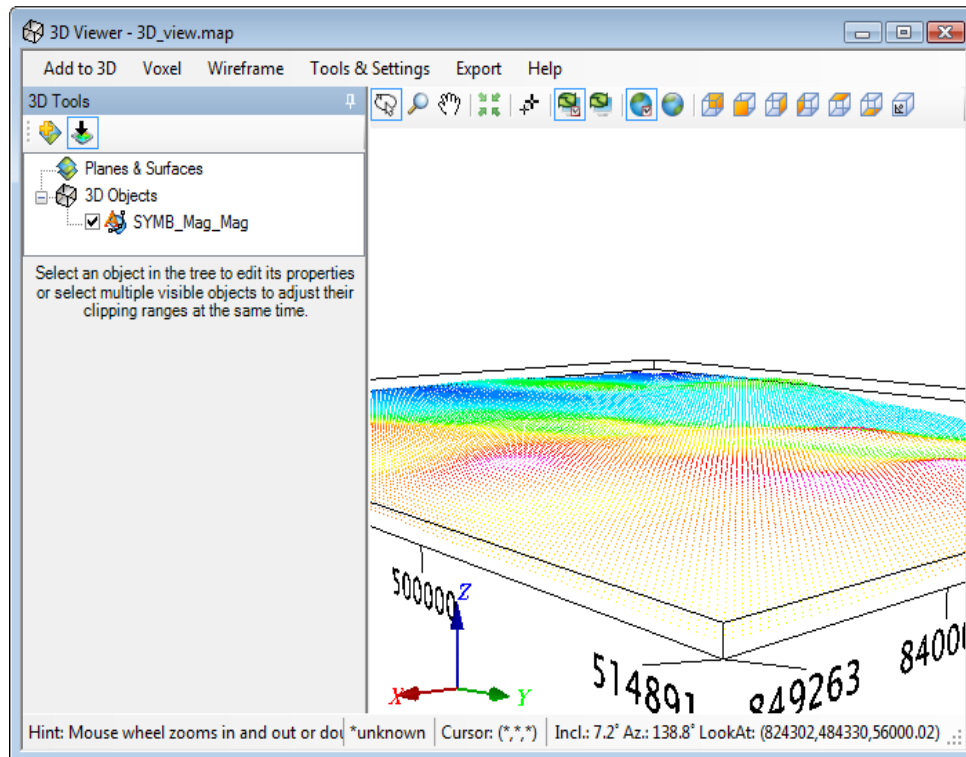 3D Viewer - 3D_view.map
Add to 3D Voxel Wireframe Tools & Settings Export Help
3D Tools
Planes & Surfaces
3D Objects
SYMB_Mag_Mag
Select an object in the tree to edit its properties
or select multiple visible objects to adjust their
clipping ranges at the same time.
500000
Z
X
Y
514891
849263
84000
Hint: Mouse wheel zooms in and out or dou *unknown Cursor: (*,*,*) Incl.: 7.2° Az.: 138.8° LookAt: (824302,484330,56000.02)